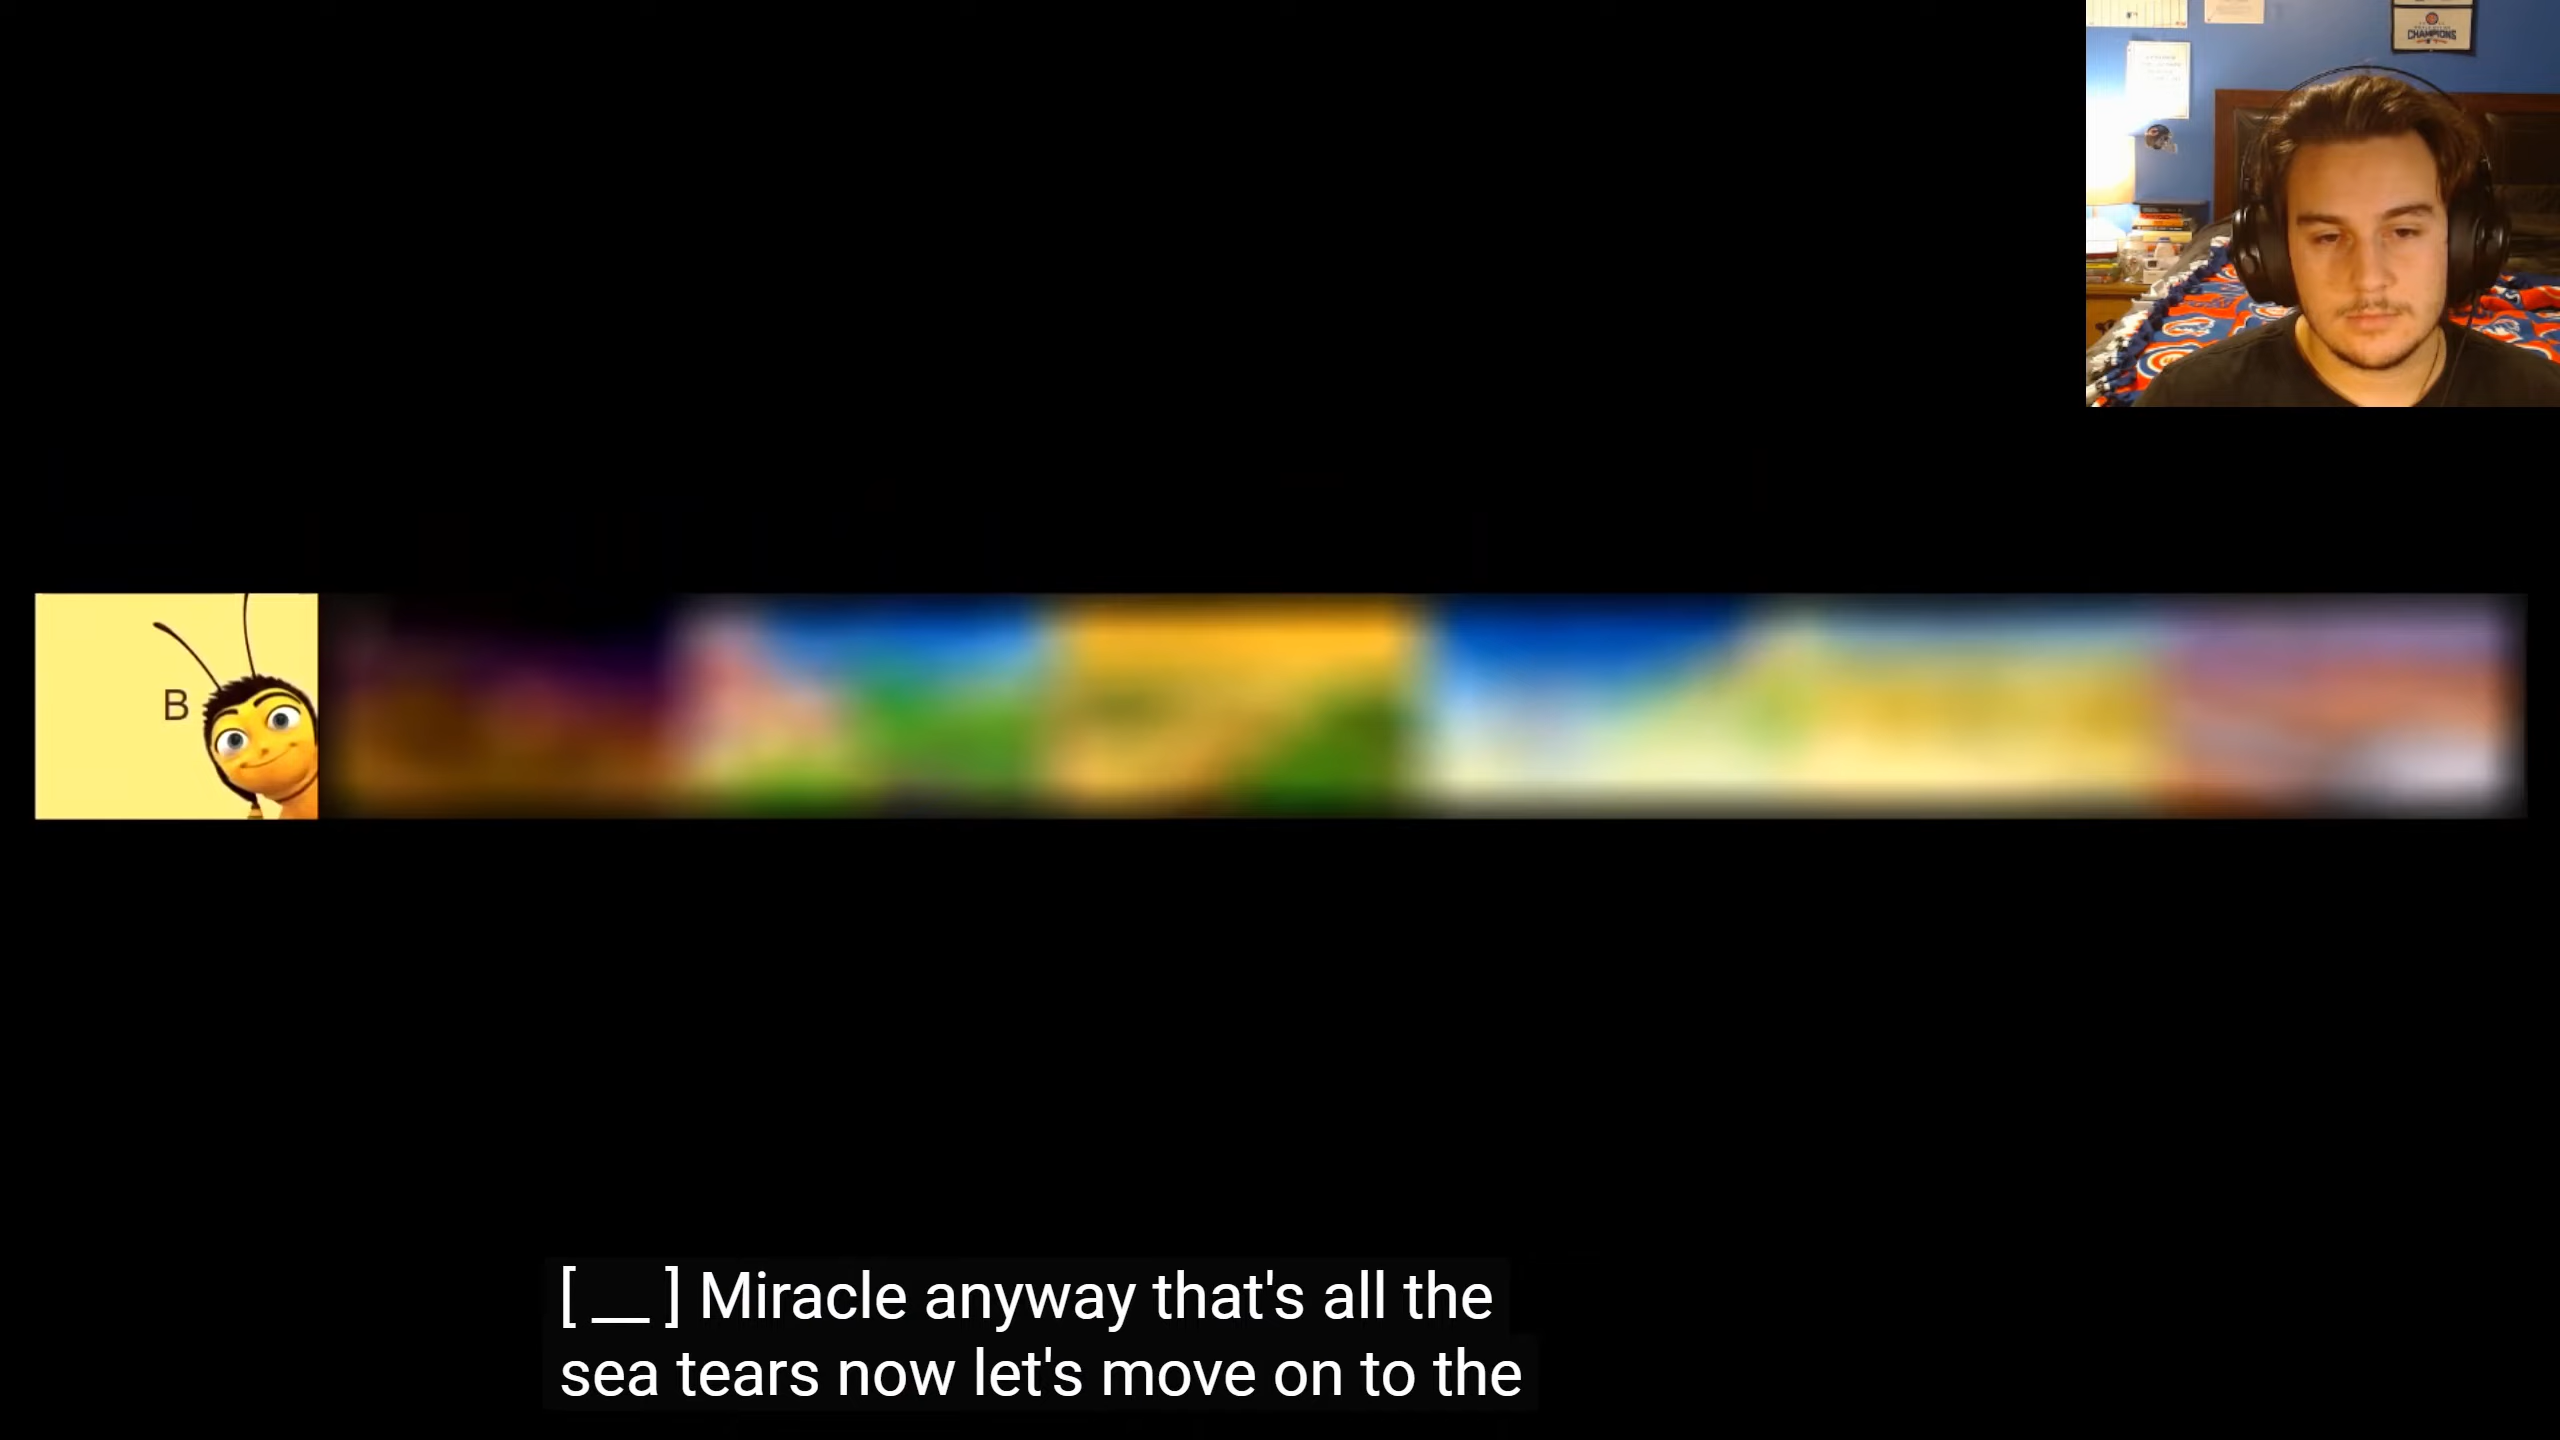 CHAMPIONS
B
[ __ ] Miracle anyway that's all the
sea tears now let's move on to the